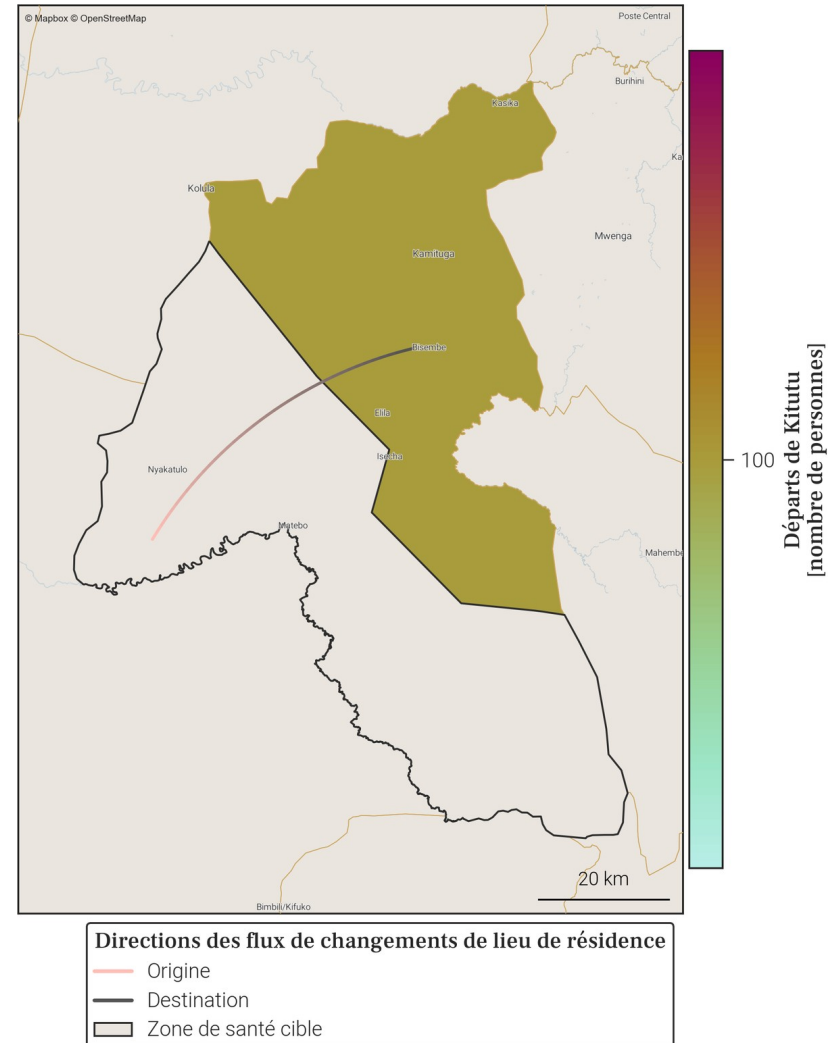 © Mapbox © OpenStreetMap
Poste Central
Burihini
Kasika
Ka
Kolula
Mwenga
Kamituga
Bisembe
Elila
Isezha
100
Départs de Kitutu
[nombre de personnes]
Nyakatulo
Matebo
20 km
Bimbili/Kifuko
Directions des flux de changements de lieu de résidence
Origine
Destination
Zone de santé cible